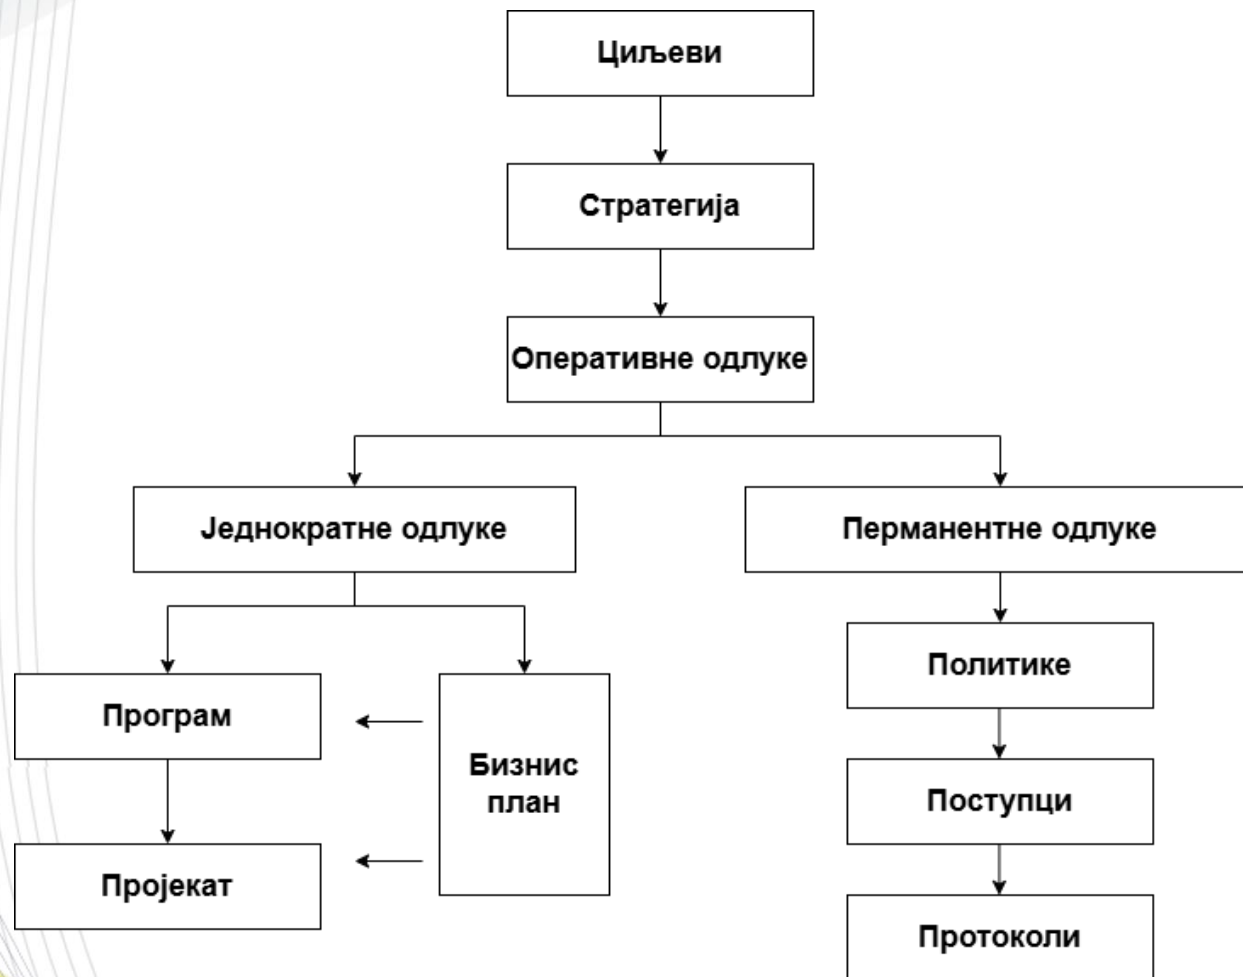 Циљеви
Стратегија
Оперативне одлуке
Једнократне одлуке
Перманентне одлуке
Политике
Програм
Бизнис
план
Поступци
Пројекат
Протоколи